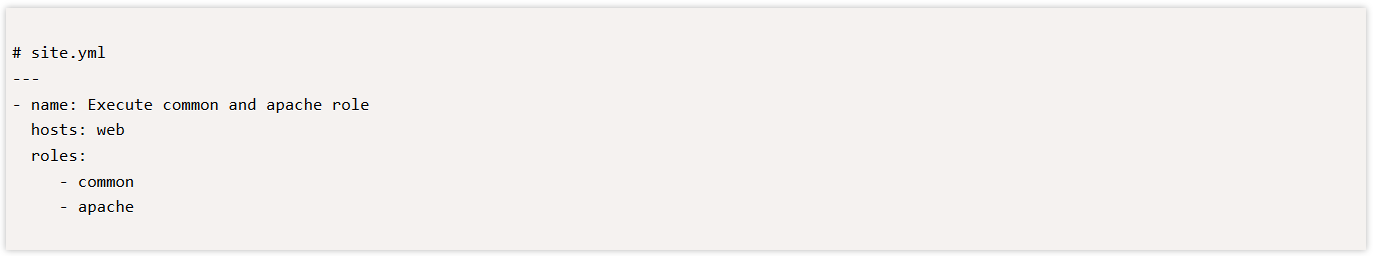 # site.yml
---
- name: Execute common and apache role
  hosts: web
  roles:
     - common
     - apache